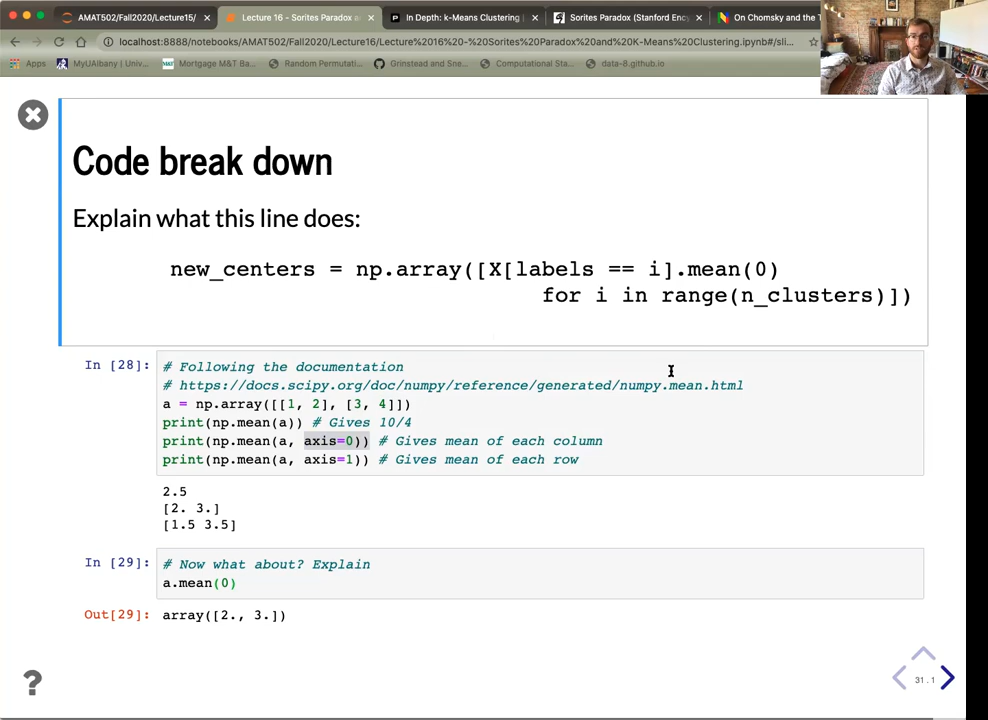 AMAT502/Fall2020/Lecture15/
Lecture 16 - Sorites Paradox a
In Depth: k-Means Clustering |
Sorites Paradox (Stanford Enc
On Chomsky and the T
localhost:8888/notebooks/AMAT502/Fall2020/Lecture16/Lecture%2016%20-%20Sorites%20Paradox%20and%20K-Means%20Clustering.ipynb#/sli...
Apps
MyUAlbany | Univ...
Mortgage M&T Ba...
Random Permutati...
Grinstead and Sne...
Computational Sta...
data-8.github.io
Code break down
Explain what this line does:
new_centers = np.array([X[labels == i].mean(0)
for i in range(n_clusters)])
In [28]:
# Following the documentation
# https://docs.scipy.org/doc/numpy/reference/generated/numpy.mean.html
a = np.array([[1, 2], [3, 4]])
print(np.mean(a)) # Gives 10/4
print(np.mean(a, axis=0)) # Gives mean of each column
print(np.mean(a, axis=1)) # Gives mean of each row
2.5
[2. 3.]
[1.5 3.5]
In [29]:
# Now what about? Explain
a.mean(0)
Out[29]: array([2., 3.])
?
31.1